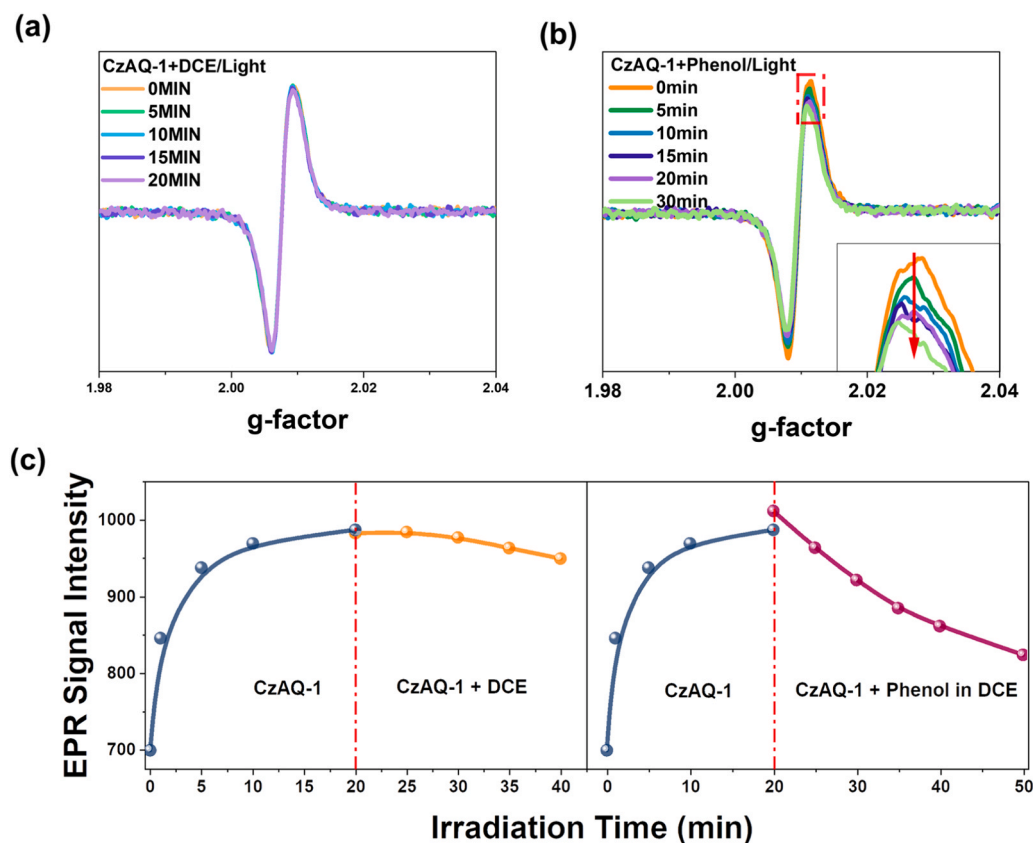 (a)
CzAQ-1+DCE/Light
0MIN
5MIN
10MIN
15MIN
20MIN
1.98
2.00
2.02
2.04
g-factor
(b)
CzAQ-1+Phenol/Light
0min
5min
10min
15min
20min
30min
1.98
2.00
2.02
2.04
g-factor
(c)
EPR Signal Intensity
1000
900
800
700
CzAQ-1
CzAQ-1 + DCE
CzAQ-1
CzAQ-1 + Phenol in DCE
0 5 10 15 20 25 30 35 40
0 10 20 30 40 50
Irradiation Time (min)